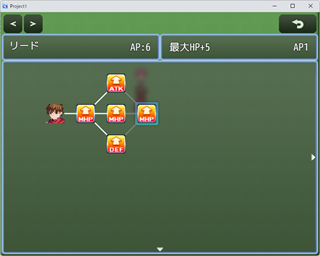 Project1
< >
リード AP:6
最大HP+5 AP1
ATK
MHP MHP MHP
DEF